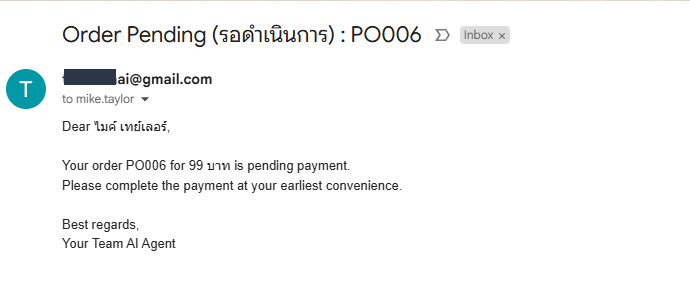 Order Pending (รอดำเนินการ) : PO006 Inbox ×
T
ai@gmail.com
to mike.taylor
Dear ไมค์ เทย์เลอร์,
Your order PO006 for 99 บาท is pending payment.
Please complete the payment at your earliest convenience.
Best regards,
Your Team AI Agent